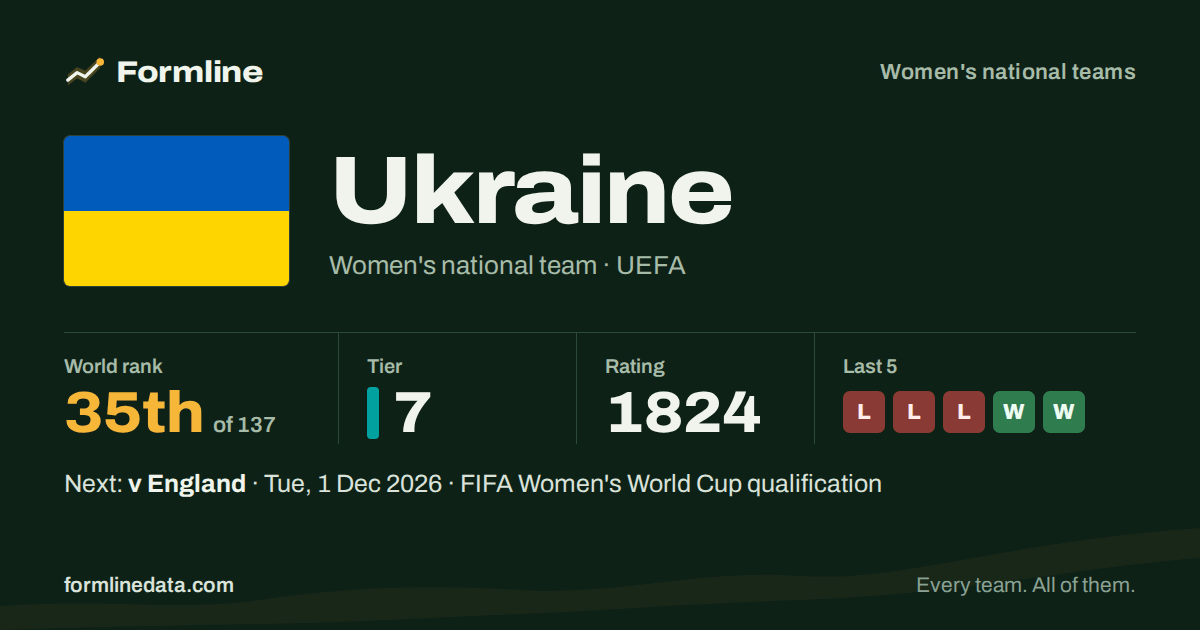 Formline
Women's national teams
Ukraine
Women's national team · UEFA
World rank
35th of 137
Tier
7
Rating
1824
Last 5
L L L W W
Next: v England · Tue, 1 Dec 2026 · FIFA Women's World Cup qualification
formlinedata.com
Every team. All of them.